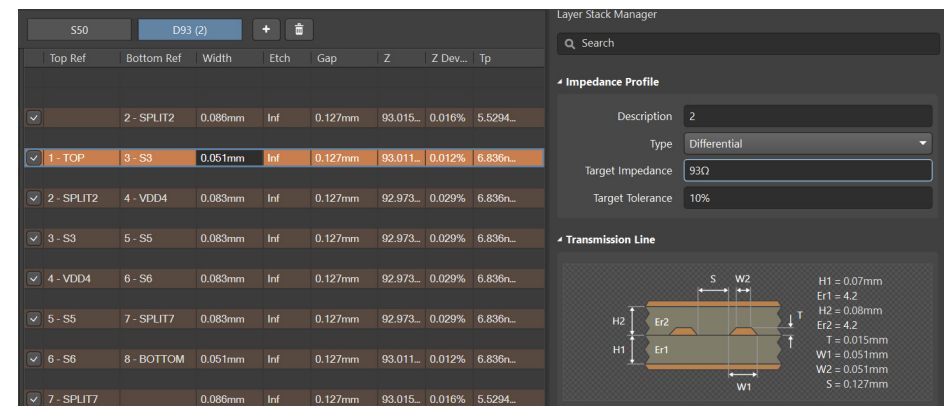 S50 D93 (2) +
Top Ref Bottom Ref Width Etch Gap Z Z Dev... Tp
2 - SPLIT2 0.086mm Inf 0.127mm 93.015... 0.016% 5.5294...
1 - TOP 3 - S3 0.051mm Inf 0.127mm 93.011... 0.012% 6.836n...
2 - SPLIT2 4 - VDD4 0.083mm Inf 0.127mm 92.973... 0.029% 6.836n...
3 - S3 5 - S5 0.083mm Inf 0.127mm 92.973... 0.029% 6.836n...
4 - VDD4 6 - S6 0.083mm Inf 0.127mm 92.973... 0.029% 6.836n...
5 - S5 7 - SPLIT7 0.083mm Inf 0.127mm 92.973... 0.029% 6.836n...
6 - S6 8 - BOTTOM 0.051mm Inf 0.127mm 93.011... 0.012% 6.836n...
7 - SPLIT7 0.086mm Inf 0.127mm 93.015... 0.016% 5.5294...
Layer Stack Manager
Search
Impedance Profile
Description 2
Type Differential
Target Impedance 93Ω
Target Tolerance 10%
Transmission Line
S W2
H2 Er2 T
H1 Er1
W1
H1 = 0.07mm
Er1 = 4.2
H2 = 0.08mm
Er2 = 4.2
T = 0.015mm
W1 = 0.051mm
W2 = 0.051mm
S = 0.127mm